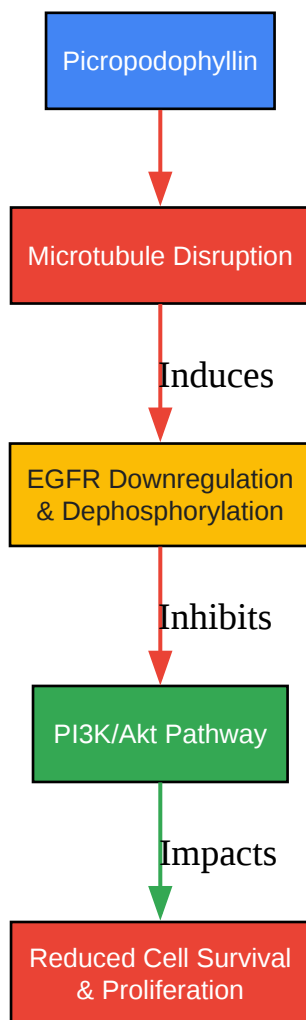 Picropodophyllin
Microtubule Disruption
Induces
EGFR Downregulation
& Dephosphorylation
Inhibits
PI3K/Akt Pathway
Impacts
Reduced Cell Survival
& Proliferation